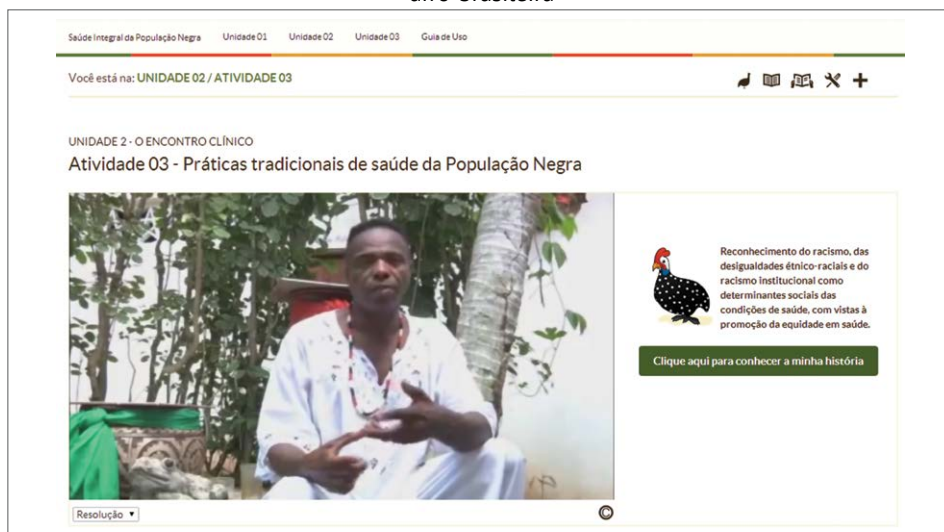 Saúde Integral da População Negra Unidade 01 Unidade 02 Unidade 03 Guia de Uso
Você está na: UNIDADE 02 / ATIVIDADE 03
UNIDADE 2 - O ENCONTRO CLÍNICO
Atividade 03 - Práticas tradicionais de saúde da População Negra
Reconhecimento do racismo, das
desigualdades étnico-raciais e do
racismo institucional como
determinantes sociais das
condições de saúde, com vistas à
promoção da equidade em saúde.
Clique aqui para conhecer a minha história
Resolução
©